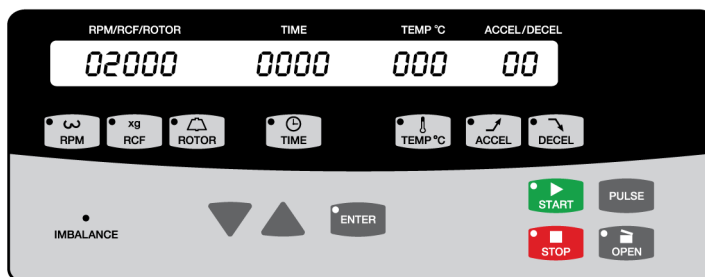 RPM/RCF/ROTOR TIME TEMP °C ACCEL/DECEL
02000 0000 000 00
xg
RPM RCF ROTOR TIME TEMP °C ACCEL DECEL
START PULSE
ENTER
IMBALANCE
STOP OPEN